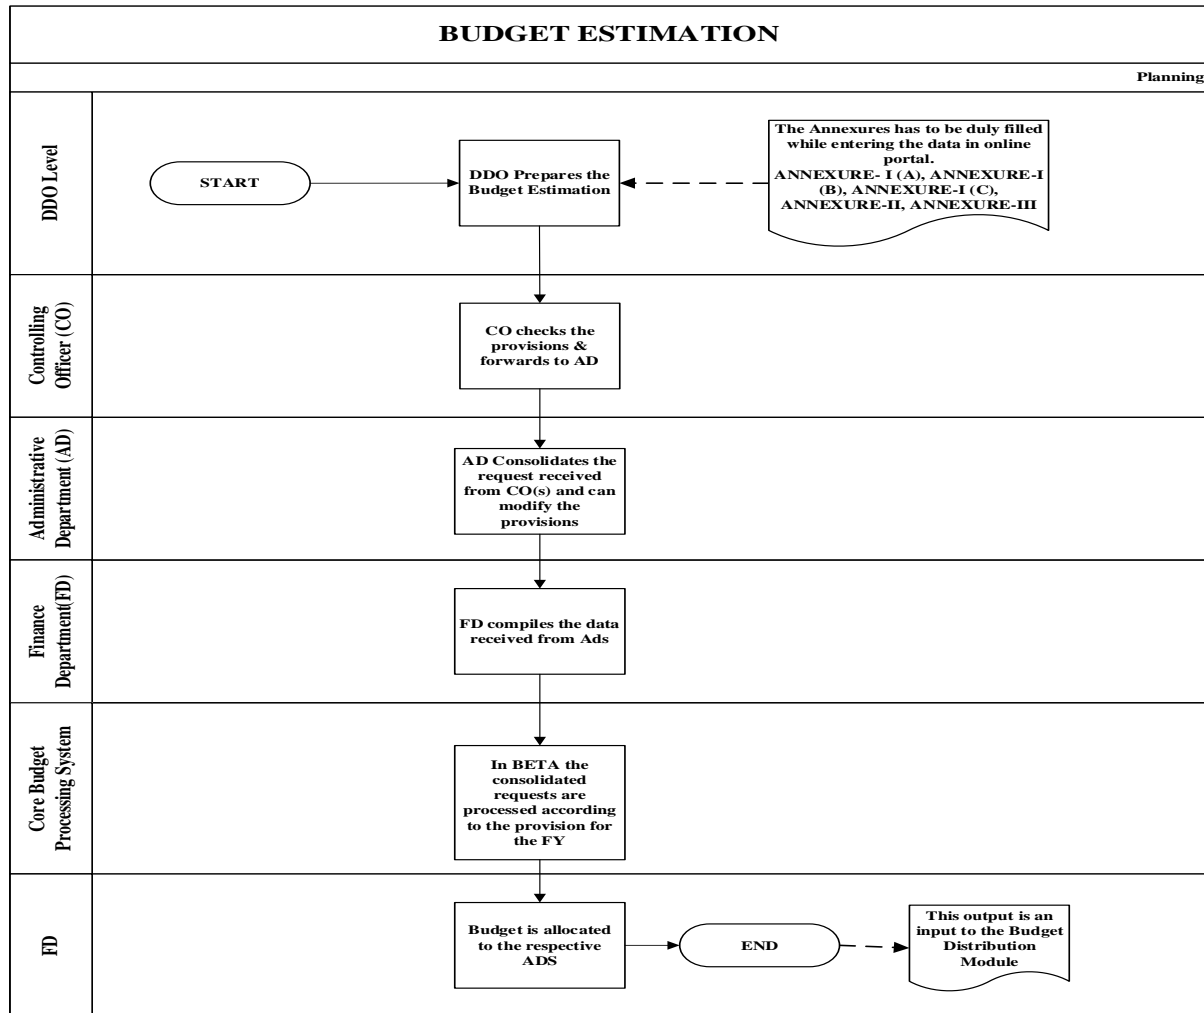 BUDGET ESTIMATION
Planning
DDO Level
START
DDO Prepares the
Budget Estimation
The Annexures has to be duly filled
while entering the data in online
portal.
ANNEXURE- I (A), ANNEXURE-I
(B), ANNEXURE-I (C),
ANNEXURE-II, ANNEXURE-III
Controlling
Officer (CO)
CO checks the
provisions &
forwards to AD
Administrative
Department (AD)
AD Consolidates the
request received
from CO(s) and can
modify the
provisions
Finance
Department(FD)
FD compiles the data
received from Ads
Core Budget
Processing System
In BETA the
consolidated
requests are
processed according
to the provision for
the FY
FD
Budget is allocated
to the respective
ADS
END
This output is an
input to the Budget
Distribution
Module